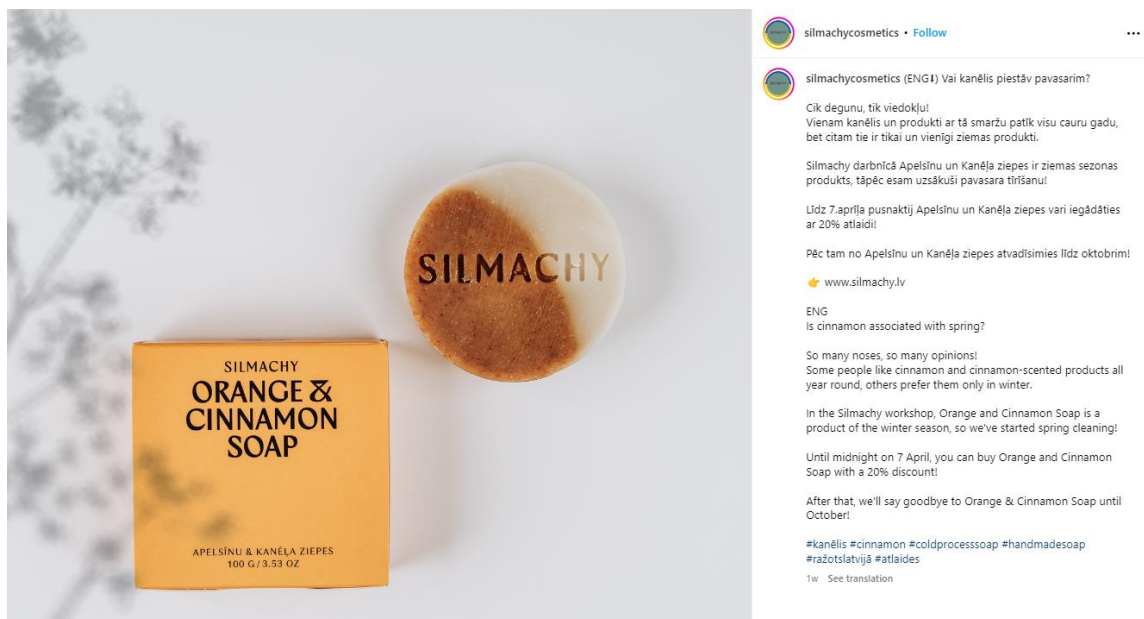 SILMACHY
SILMACHY
ORANGE &
CINNAMON
SOAP
APELSĪNU & KANĒĻA ZIEPES
100 G / 3.53 OZ
silmachycosmetics • Follow
silmachycosmetics (ENG⬇) Vai kanēlis piestāv pavasarim?
Cik degunu, tik viedokļu!
Vienam kanēlis un produkti ar tā smaržu patīk visu cauru gadu,
bet citam tie ir tikai un vienīgi ziemas produkti.
Silmachy darbnīcā Apelsīnu un Kanēļa ziepes ir ziemas sezonas
produkts, tāpēc esam uzsākuši pavasara tīrīšanu!
Līdz 7.aprīļa pusnaktij Apelsīnu un Kanēļa ziepes vari iegādāties
ar 20% atlaidi!
Pēc tam no Apelsīnu un Kanēļa ziepes atvadīsimies līdz oktobrim!
👉 www.silmachy.lv
ENG
Is cinnamon associated with spring?
So many noses, so many opinions!
Some people like cinnamon and cinnamon-scented products all
year round, others prefer them only in winter.
In the Silmachy workshop, Orange and Cinnamon Soap is a
product of the winter season, so we've started spring cleaning!
Until midnight on 7 April, you can buy Orange and Cinnamon
Soap with a 20% discount!
After that, we'll say goodbye to Orange & Cinnamon Soap until
October!
#kanēlis #cinnamon #coldprocesssoap #handmadesoap
#ražotslatvijā #atlaides
1w See translation